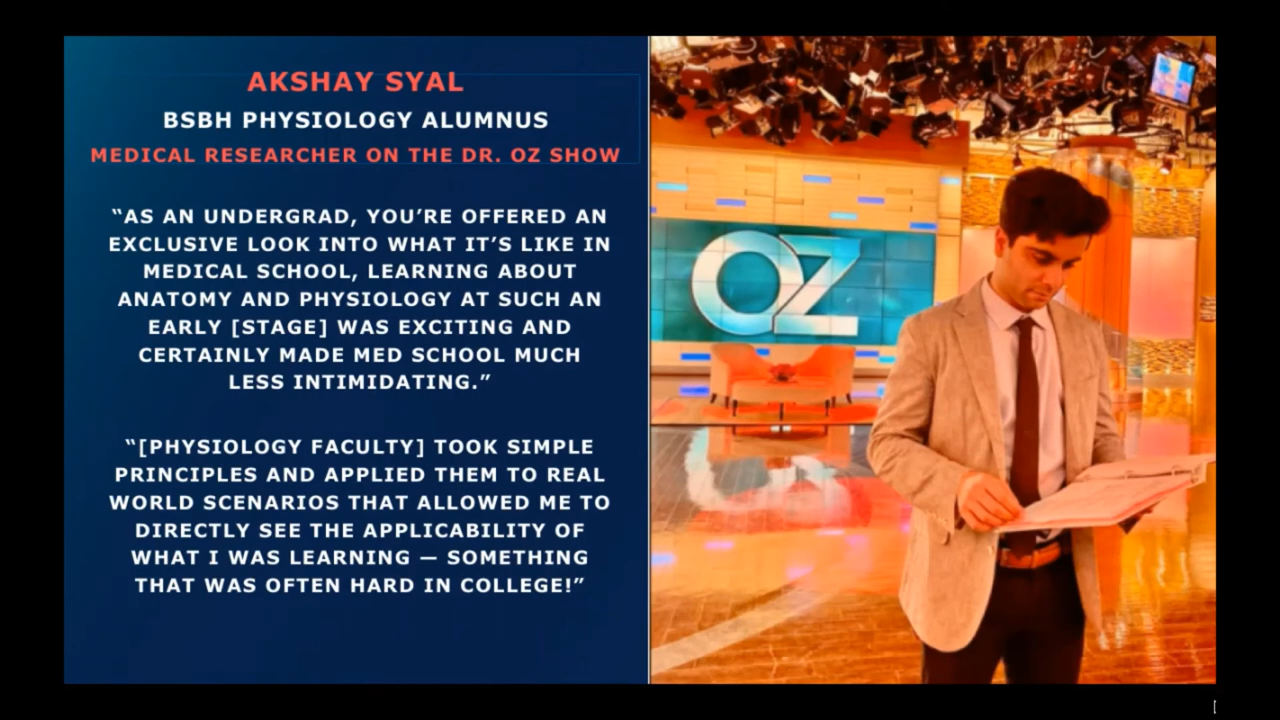 AKSHAY SYAL
BSBH PHYSIOLOGY ALUMNUS
MEDICAL RESEARCHER ON THE DR. OZ SHOW
“AS AN UNDERGRAD, YOU’RE OFFERED AN
EXCLUSIVE LOOK INTO WHAT IT’S LIKE IN
MEDICAL SCHOOL, LEARNING ABOUT
ANATOMY AND PHYSIOLOGY AT SUCH AN
EARLY [STAGE] WAS EXCITING AND
CERTAINLY MADE MED SCHOOL MUCH
LESS INTIMIDATING.”
“[PHYSIOLOGY FACULTY] TOOK SIMPLE
PRINCIPLES AND APPLIED THEM TO REAL
WORLD SCENARIOS THAT ALLOWED ME TO
DIRECTLY SEE THE APPLICABILITY OF
WHAT I WAS LEARNING — SOMETHING
THAT WAS OFTEN HARD IN COLLEGE!”
OZ